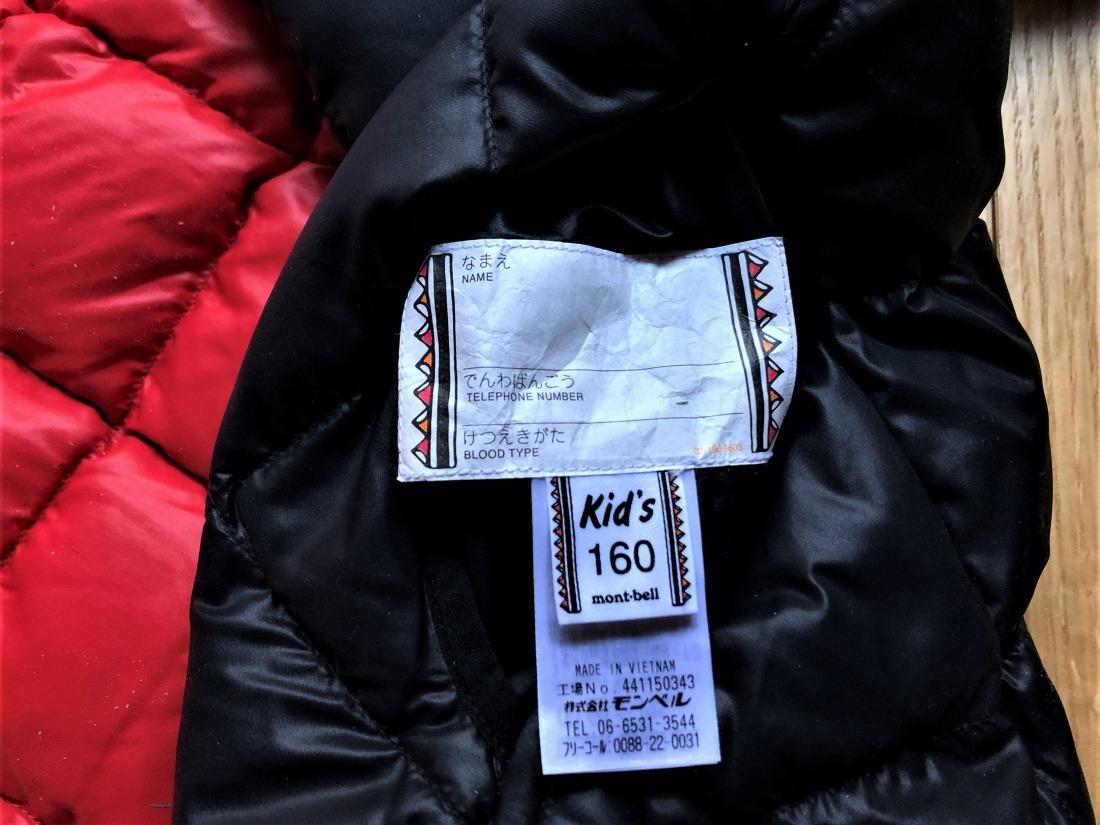 なまえ
NAME
でんわばんごう
TELEPHONE NUMBER
けつえきがた
BLOOD TYPE
Kid's
160
mont-bell
MADE IN VIETNAM
工場No.441150343
株式会社モンベル
TEL.06-6531-3544
フリーコール:0088-22-0031